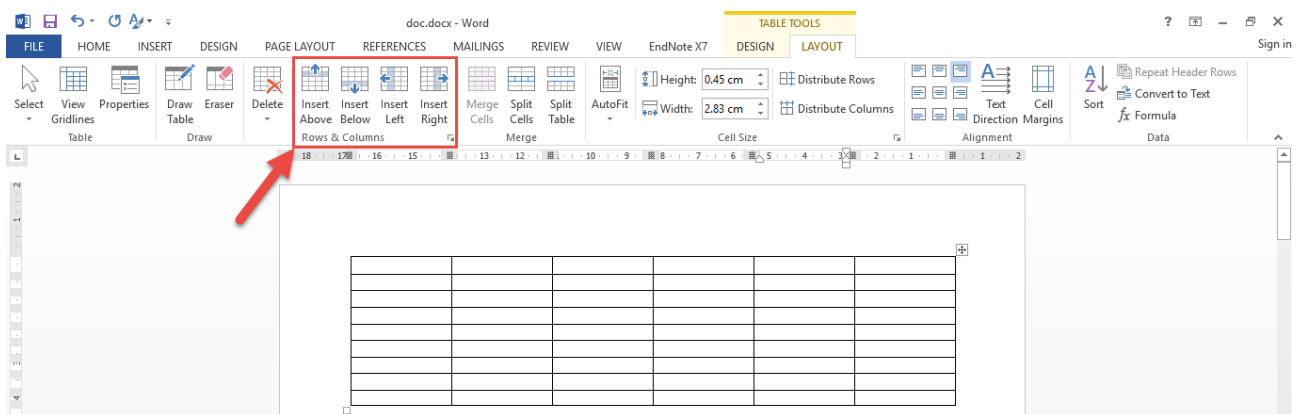 doc.docx - Word
TABLE TOOLS
FILE HOME INSERT DESIGN PAGE LAYOUT REFERENCES MAILINGS REVIEW VIEW EndNote X7 DESIGN LAYOUT
Sign in
Select
View Gridlines
Properties
Table
Draw Table
Eraser
Draw
Delete
Insert Above
Insert Below
Insert Left
Insert Right
Rows & Columns
Merge Cells
Split Cells
Split Table
Merge
AutoFit
Height: 0.45 cm
Width: 2.83 cm
Distribute Rows
Distribute Columns
Cell Size
Text Direction
Cell Margins
Alignment
Sort
Repeat Header Rows
Convert to Text
fx Formula
Data
18 17 16 15 13 12 10 9 8 7 6 5 4 3 2 1 1 2
2
1
3
4